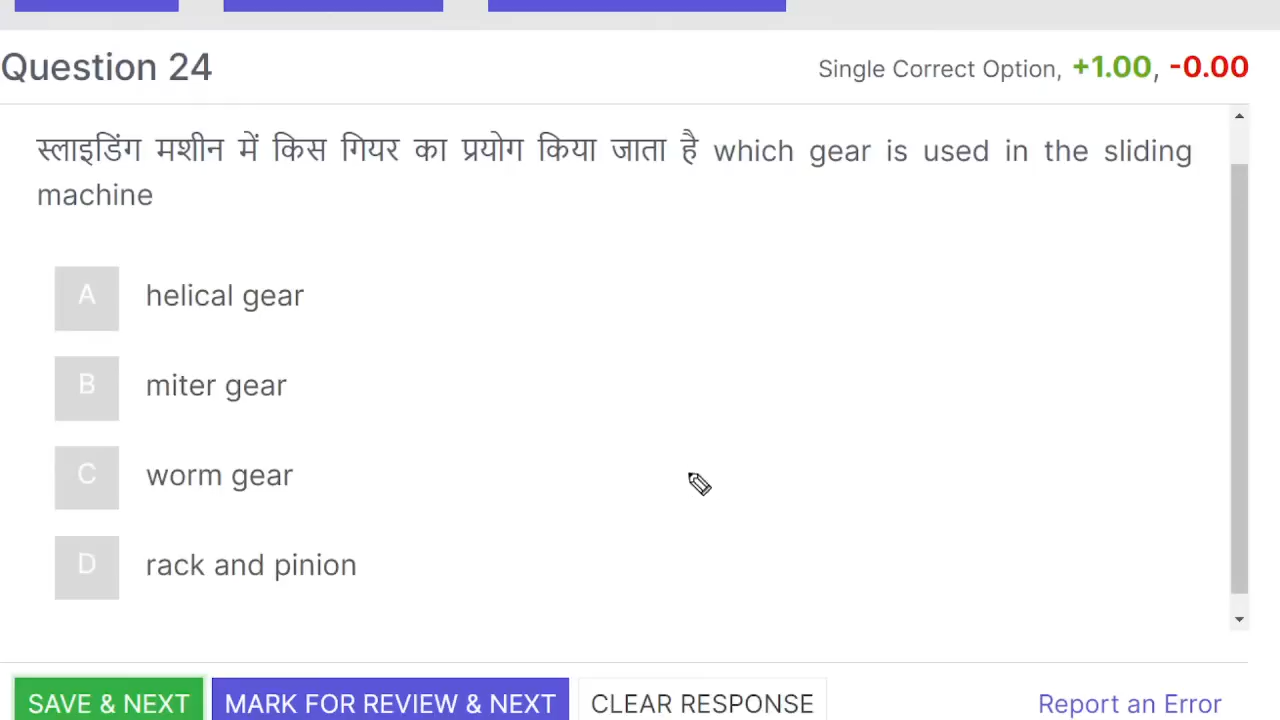 Question 24
Single Correct Option, +1.00, -0.00
स्लाइडिंग मशीन में किस गियर का प्रयोग किया जाता है which gear is used in the sliding
machine
A helical gear
B miter gear
C worm gear
D rack and pinion
SAVE & NEXT MARK FOR REVIEW & NEXT CLEAR RESPONSE Report an Error